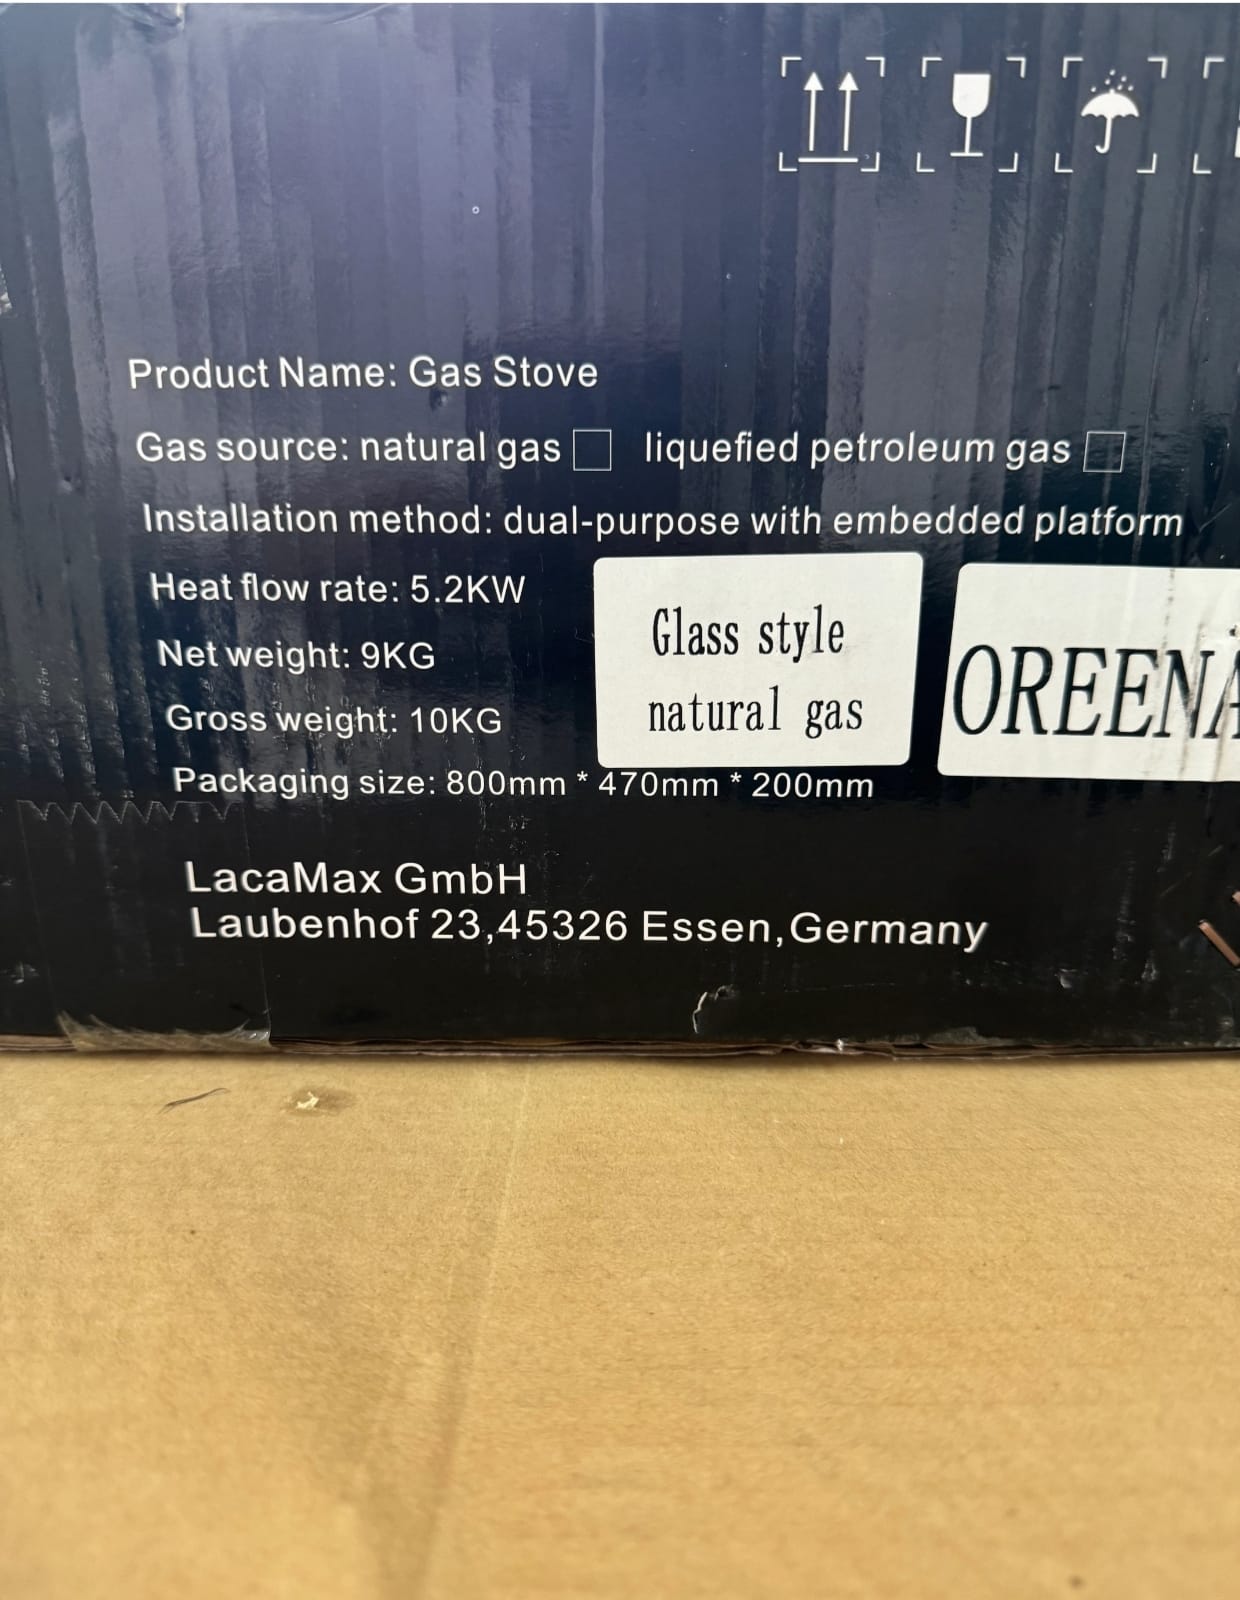 Product Name: Gas Stove
Gas source: natural gas liquefied petroleum gas
Installation method: dual-purpose with embedded platform
Heat flow rate: 5.2KW
Net weight: 9KG
Gross weight: 10KG
Packaging size: 800mm * 470mm * 200mm
Glass style
natural gas
OREENA
LacaMax GmbH
Laubenhof 23,45326 Essen,Germany